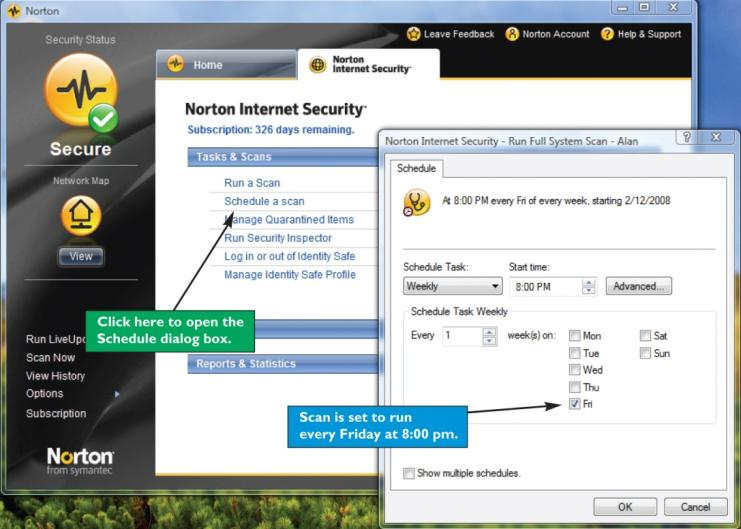 Norton
Security Status
Secure
Network Map
View
Run LiveUp
Scan Now
View History
Options
Subscription
Norton
from symantec
Leave Feedback
Norton Account
Help & Support
Home
Norton
Internet Security
Norton Internet Security
Subscription: 326 days remaining.
Tasks & Scans
Run a Scan
Schedule a scan
Manage Quarantined Items
Run Security Inspector
Log in or out of Identity Safe
Manage Identity Safe Profile
Reports & Statistics
Click here to open the
Schedule dialog box.
Norton Internet Security - Run Full System Scan - Alan
Schedule
At 8:00 PM every Fri of every week, starting 2/12/2008
Schedule Task:
Start time:
Weekly
8:00 PM
Advanced...
Schedule Task Weekly
Every 1 week(s) on:
Mon
Sat
Tue
Sun
Wed
Thu
Fri
Scan is set to run
every Friday at 8:00 pm.
Show multiple schedules.
OK
Cancel